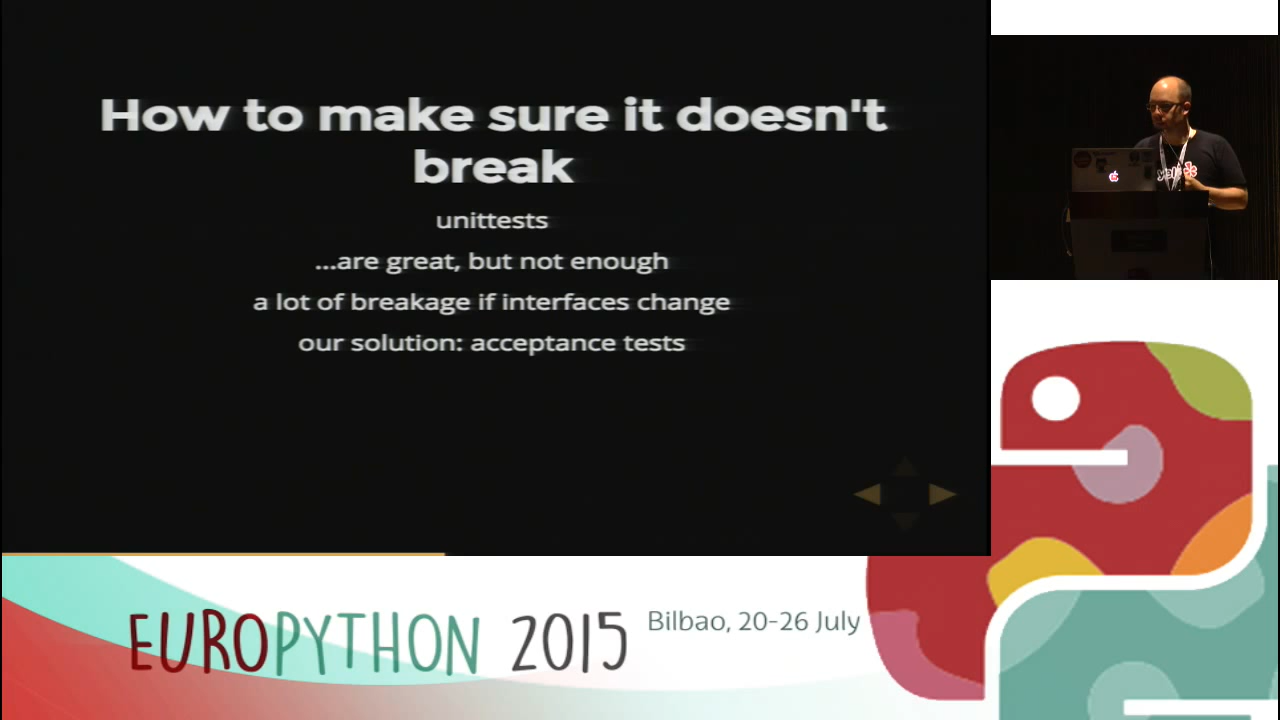 How to make sure it doesn't
break
unittests
...are great, but not enough
a lot of breakage if interfaces change
our solution: acceptance tests
EUROPYTHON 2015
Bilbao, 20-26 July